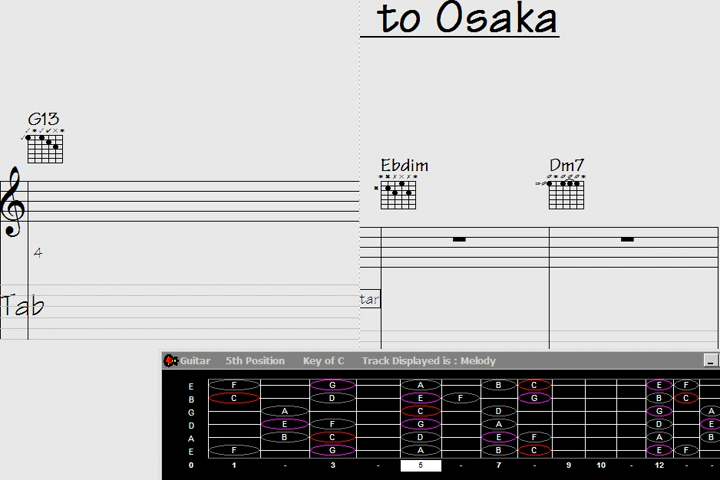 to Osaka
G13
Ebdim Dm7
4
Tab
tar
Guitar 5th Position Key of C Track Displayed is : Melody
E F G A B C E F
B C D E F G B C
G A C D G A
D E F G A D E
A B C D E F A B
E F G A B C E F
0 1 - 3 - 5 - 7 - 9 10 - 12 - -